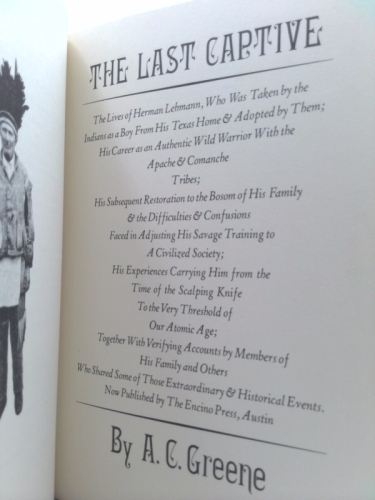 THE LAST CAPTIVE
The Lives of Herman Lehmann, Who Was Taken by the
Indians as a Boy From His Texas Home & Adopted by Them;
His Career as an Authentic Wild Warrior With the
Apache & Comanche
Tribes;
His Subsequent Restoration to the Bosom of His Family
& the Difficulties & Confusions
Faced in Adjusting His Savage Training to
A Civilized Society;
His Experiences Carrying Him from the
Time of the Scalping Knife
To the Very Threshold of
Our Atomic Age;
Together With Verifying Accounts by Members of
His Family and Others
Who Shared Some of Those Extraordinary & Historical Events.
Now Published by The Encino Press, Austin
By A. C. Greene